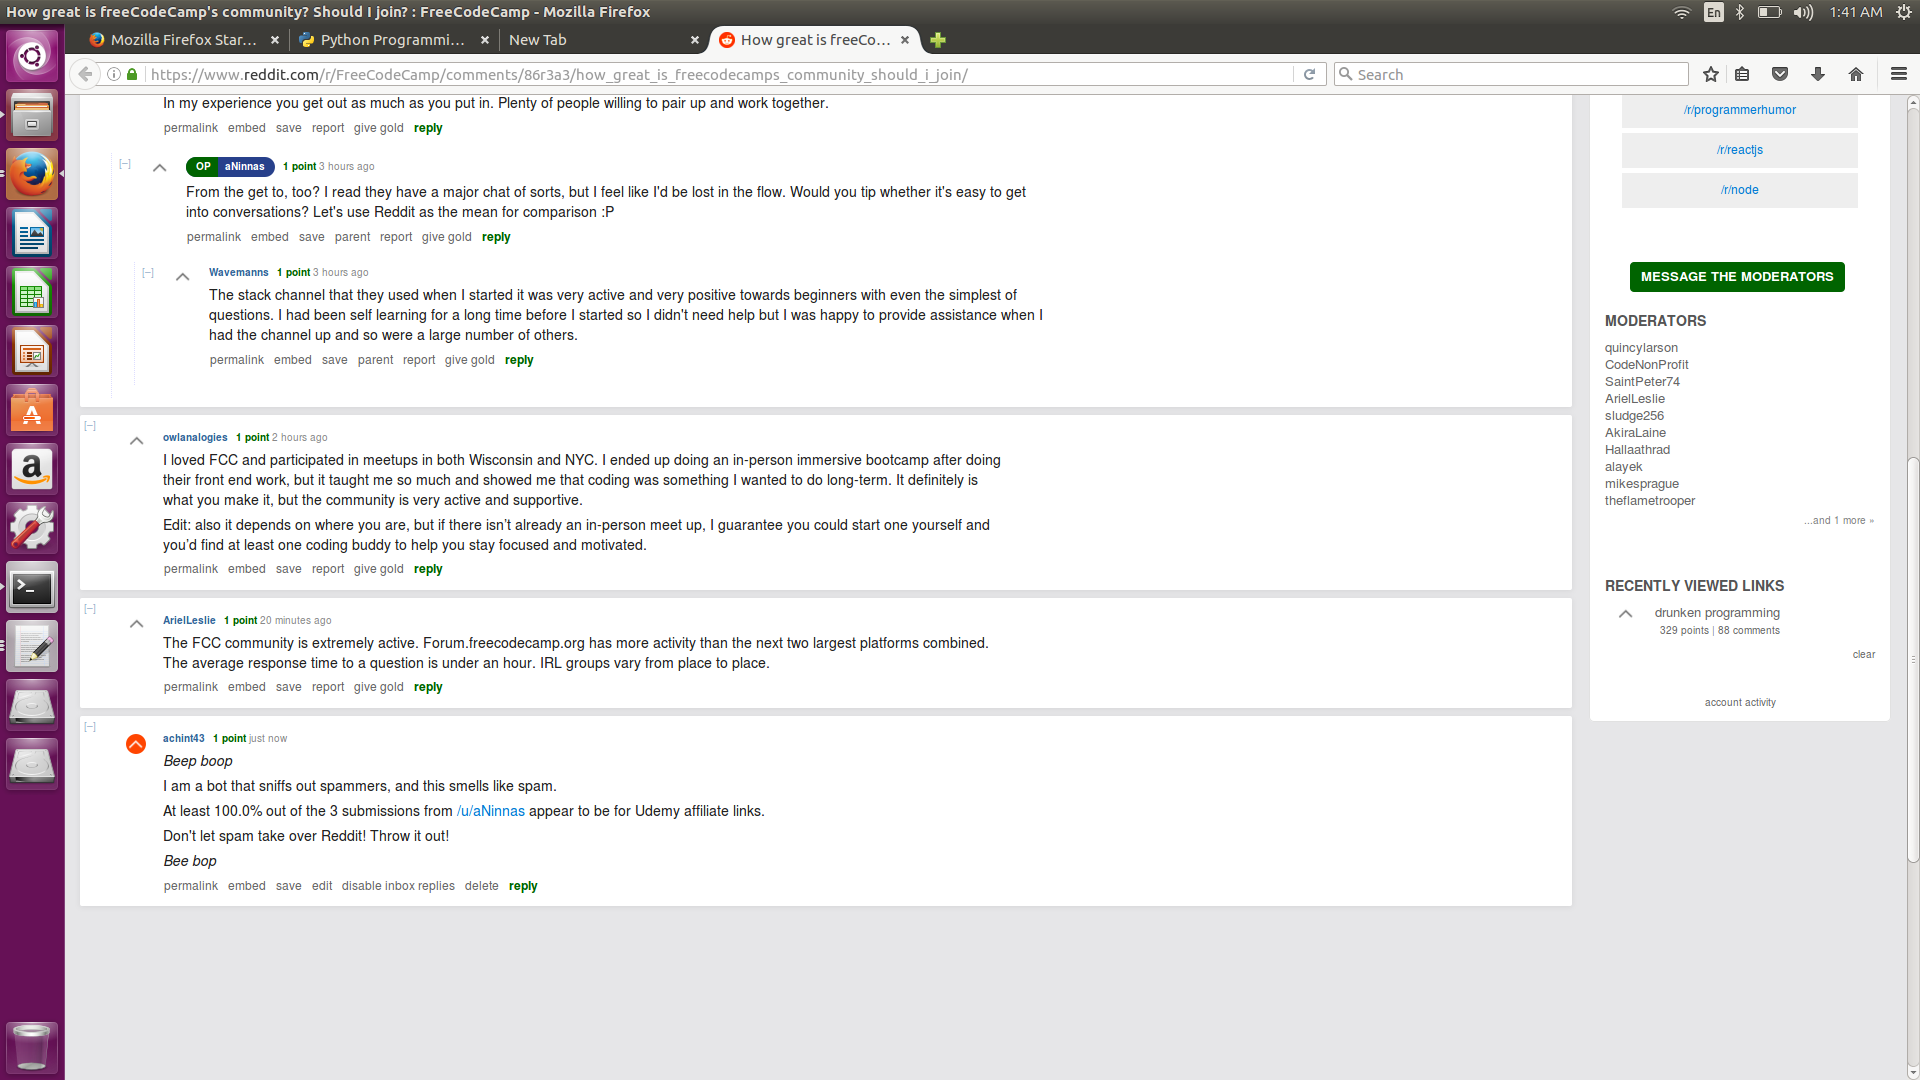 How great is freeCodeCamp's community? Should I join? : FreeCodeCamp - Mozilla Firefox
En
1:41 AM
Mozilla Firefox Star...
Python Programmi...
New Tab
How great is freeCo...
https://www.reddit.com/r/FreeCodeCamp/comments/86r3a3/how_great_is_freecodecamps_community_should_i_join/
Search
In my experience you get out as much as you put in. Plenty of people willing to pair up and work together.
permalink embed save report give gold reply
[–]
OP aNinnas 1 point 3 hours ago
From the get to, too? I read they have a major chat of sorts, but I feel like I'd be lost in the flow. Would you tip whether it's easy to get
into conversations? Let's use Reddit as the mean for comparison :P
permalink embed save parent report give gold reply
[–]
Wavemanns 1 point 3 hours ago
The stack channel that they used when I started it was very active and very positive towards beginners with even the simplest of
questions. I had been self learning for a long time before I started so I didn't need help but I was happy to provide assistance when I
had the channel up and so were a large number of others.
permalink embed save parent report give gold reply
[–]
owlanalogies 1 point 2 hours ago
I loved FCC and participated in meetups in both Wisconsin and NYC. I ended up doing an in-person immersive bootcamp after doing
their front end work, but it taught me so much and showed me that coding was something I wanted to do long-term. It definitely is
what you make it, but the community is very active and supportive.
Edit: also it depends on where you are, but if there isn’t already an in-person meet up, I guarantee you could start one yourself and
you’d find at least one coding buddy to help you stay focused and motivated.
permalink embed save report give gold reply
[–]
ArielLeslie 1 point 20 minutes ago
The FCC community is extremely active. Forum.freecodecamp.org has more activity than the next two largest platforms combined.
The average response time to a question is under an hour. IRL groups vary from place to place.
permalink embed save report give gold reply
[–]
achint43 1 point just now
Beep boop
I am a bot that sniffs out spammers, and this smells like spam.
At least 100.0% out of the 3 submissions from /u/aNinnas appear to be for Udemy affiliate links.
Don't let spam take over Reddit! Throw it out!
Bee bop
permalink embed save edit disable inbox replies delete reply
/r/programmerhumor
/r/reactjs
/r/node
MESSAGE THE MODERATORS
MODERATORS
quincylarson
CodeNonProfit
SaintPeter74
ArielLeslie
sludge256
AkiraLaine
Hallaathrad
alayek
mikesprague
theflametrooper
...and 1 more »
RECENTLY VIEWED LINKS
drunken programming
329 points | 88 comments
clear
account activity